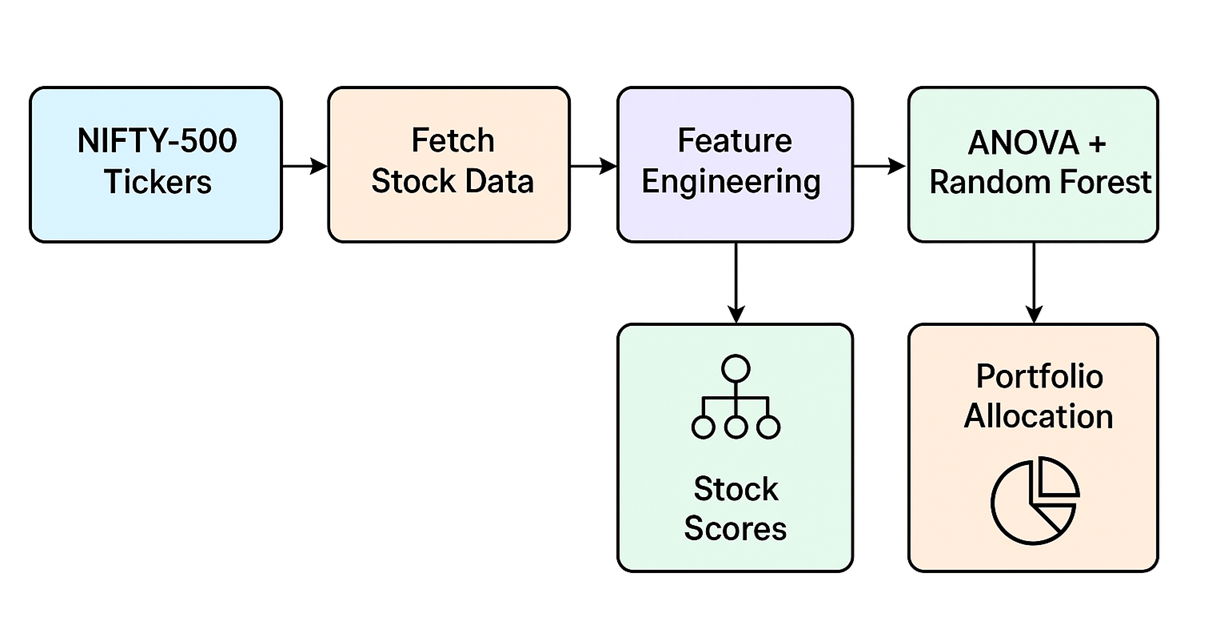 NIFTY-500
Tickers
Fetch
Stock Data
Feature
Engineering
ANOVA +
Random Forest
Stock
Scores
Portfolio
Allocation